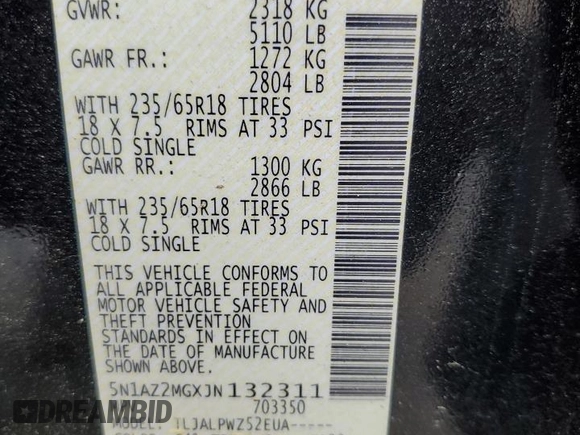 GVWR: 2318 KG
5110 LB
GAWR FR.: 1272 KG
2804 LB
WITH 235/65R18 TIRES
18 X 7.5 RIMS AT 33 PSI
COLD SINGLE
GAWR RR.: 1300 KG
2866 LB
WITH 235/65R18 TIRES
18 X 7.5 RIMS AT 33 PSI
COLD SINGLE
THIS VEHICLE CONFORMS TO
ALL APPLICABLE FEDERAL
MOTOR VEHICLE SAFETY AND
THEFT PREVENTION
STANDARDS IN EFFECT ON
THE DATE OF MANUFACTURE
SHOWN ABOVE.
5N1AZ2MGXJN132311
703350
MODEL: TLJALPWZ52EUA-----
RIDESAFELY